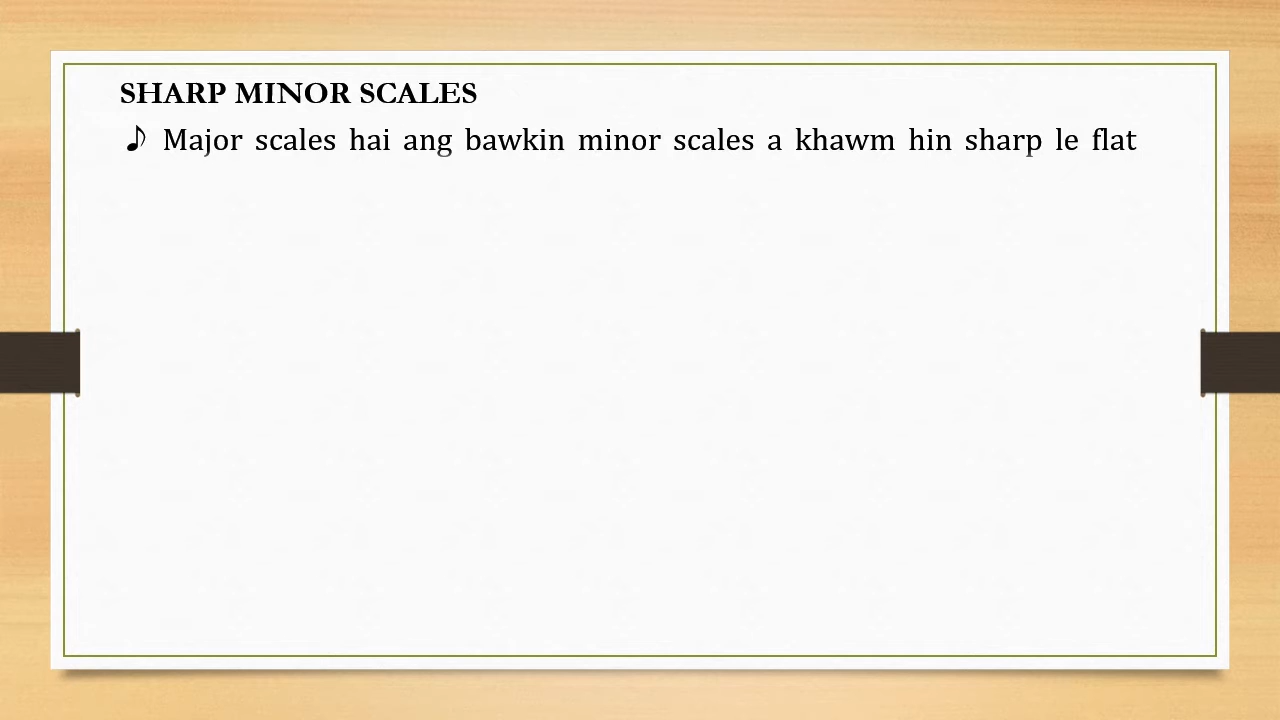 SHARP MINOR SCALES
♪ Major scales hai ang bawkin minor scales a khawm hin sharp le flat